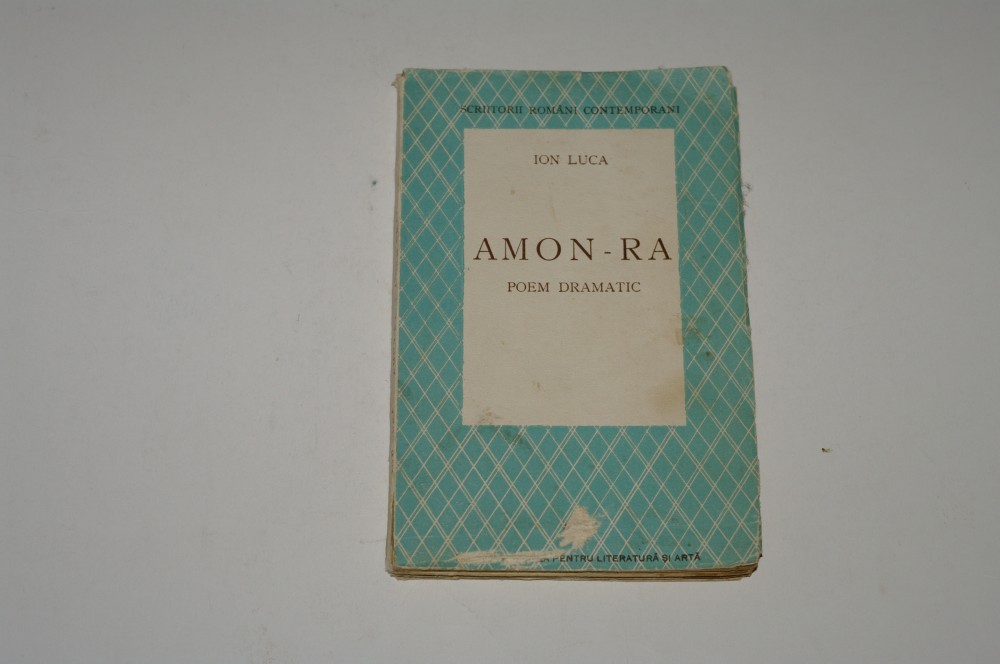 SCRIITORII ROMÂNI CONTEMPORANI
ION LUCA
AMON-RA
POEM DRAMATIC
PENTRU LITERATURĂ ȘI ARTĂ